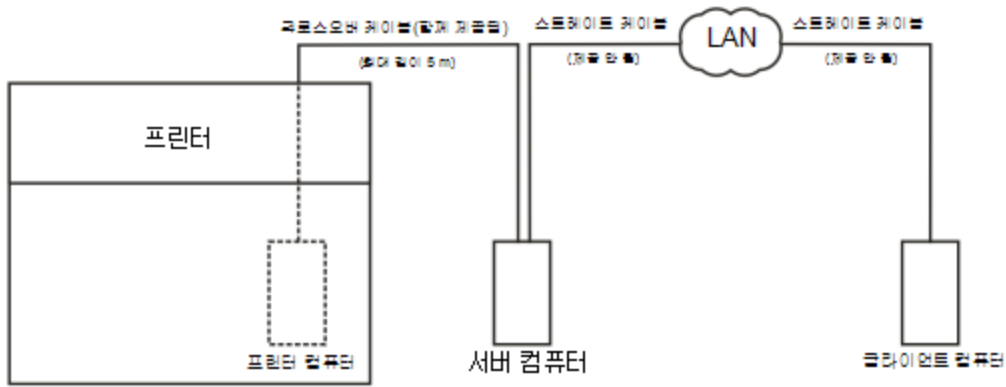 크로스오버 케이블(함께 제공됨)
(최대 길이 5 m)
스트레이트 케이블
(제공 안 됨)
LAN
스트레이트 케이블
(제공 안 됨)
프린터
프린터 컴퓨터
서버 컴퓨터
클라이언트 컴퓨터